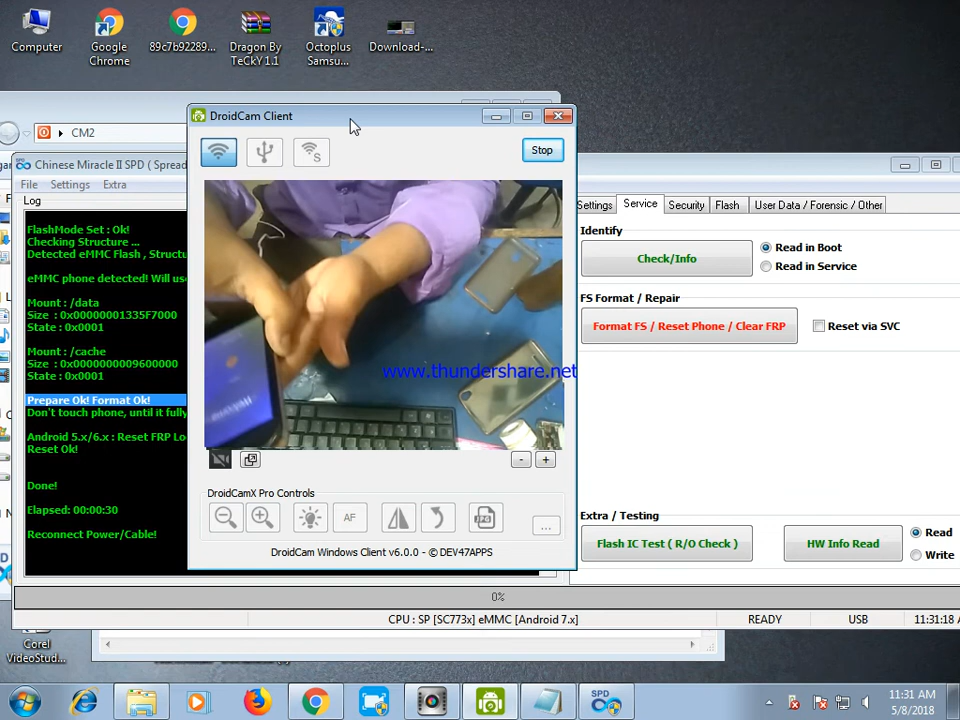 Computer
Google
Chrome
89c7b92289...
Dragon By
TeCkY 1.1
Octoplus
Samsu...
Download-...
CM2
DroidCam Client
Stop
Chinese Miracle II SPD ( Spread
File Settings Extra
Log
FlashMode Set : Ok!
Checking Structure ...
Detected eMMC Flash , Structu
eMMC phone detected! Will use
Mount : /data
Size : 0x00000001335F7000
State : 0x0001
Mount : /cache
Size : 0x0000000009600000
State : 0x0001
Prepare Ok! Format Ok!
Don't touch phone, until it fully
Android 5.x/6.x : Reset FRP Lo
Reset Ok!
Done!
Elapsed: 00:00:30
Reconnect Power/Cable!
www.thundershare.net
- +
DroidCamX Pro Controls
AF
JPG
...
DroidCam Windows Client v6.0.0 - © DEV47APPS
Settings Service Security Flash User Data / Forensic / Other
Identify
Check/Info
Read in Boot
Read in Service
FS Format / Repair
Format FS / Reset Phone / Clear FRP
Reset via SVC
Extra / Testing
Flash IC Test ( R/O Check )
HW Info Read
Read
Write
0%
CPU : SP [SC773x] eMMC [Android 7.x]
READY
USB
11:31:18
Corel
VideoStud...
SPD
11:31 AM
5/8/2018